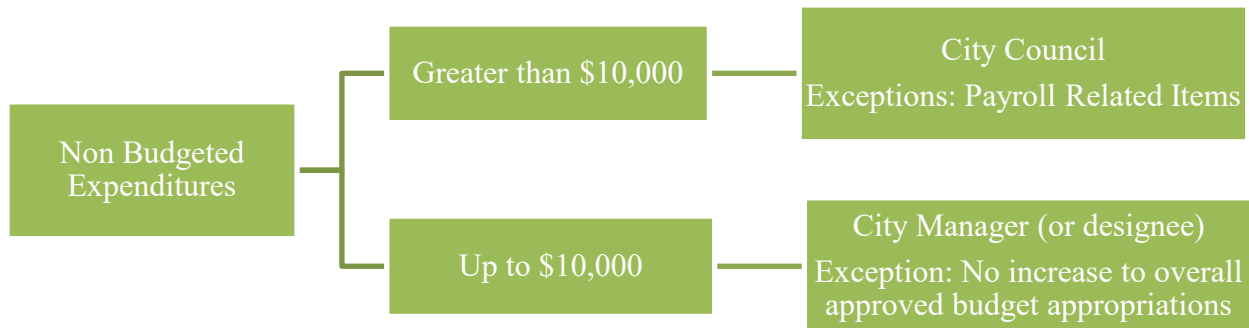 Non Budgeted
Expenditures
Greater than $10,000
City Council
Exceptions: Payroll Related Items
Up to $10,000
City Manager (or designee)
Exception: No increase to overall
approved budget appropriations